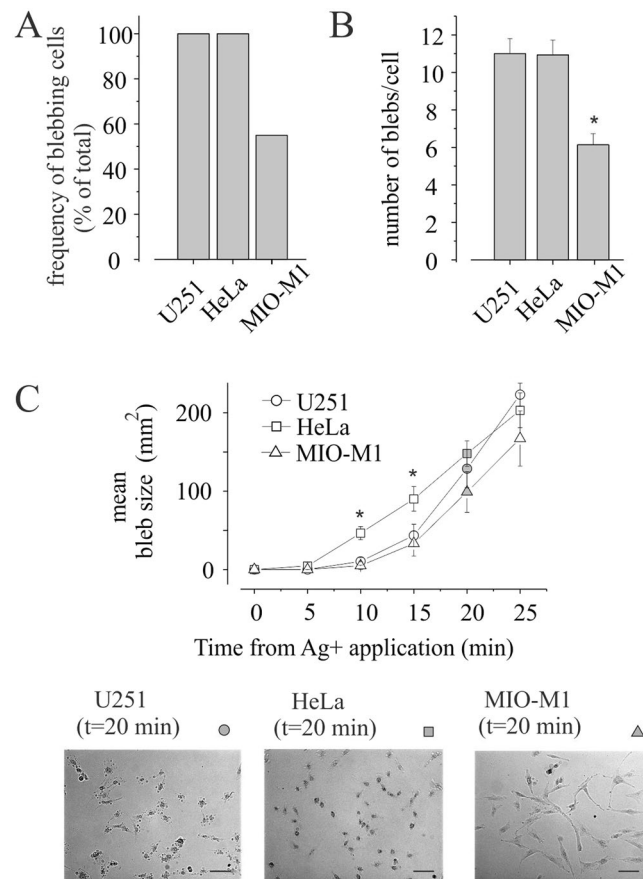 A
frequency of blebbing cells
(% of total)
100
80
60
40
20
0
U251
HeLa
MIO-M1
B
number of blebs/cell
12
10
8
6
4
2
0
*
U251
HeLa
MIO-M1
C
mean
bleb size (mm²)
200
100
0
U251
HeLa
MIO-M1
*
*
0 5 10 15 20 25
Time from Ag+ application (min)
U251
(t=20 min)
HeLa
(t=20 min)
MIO-M1
(t=20 min)